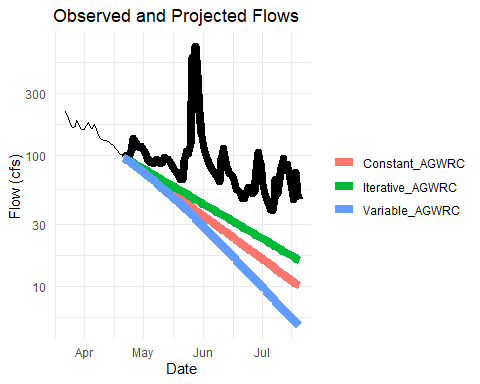 Observed and Projected Flows
Flow (cfs)
300
100
30
10
Apr
May
Jun
Jul
Date
Constant_AGWRC
Iterative_AGWRC
Variable_AGWRC